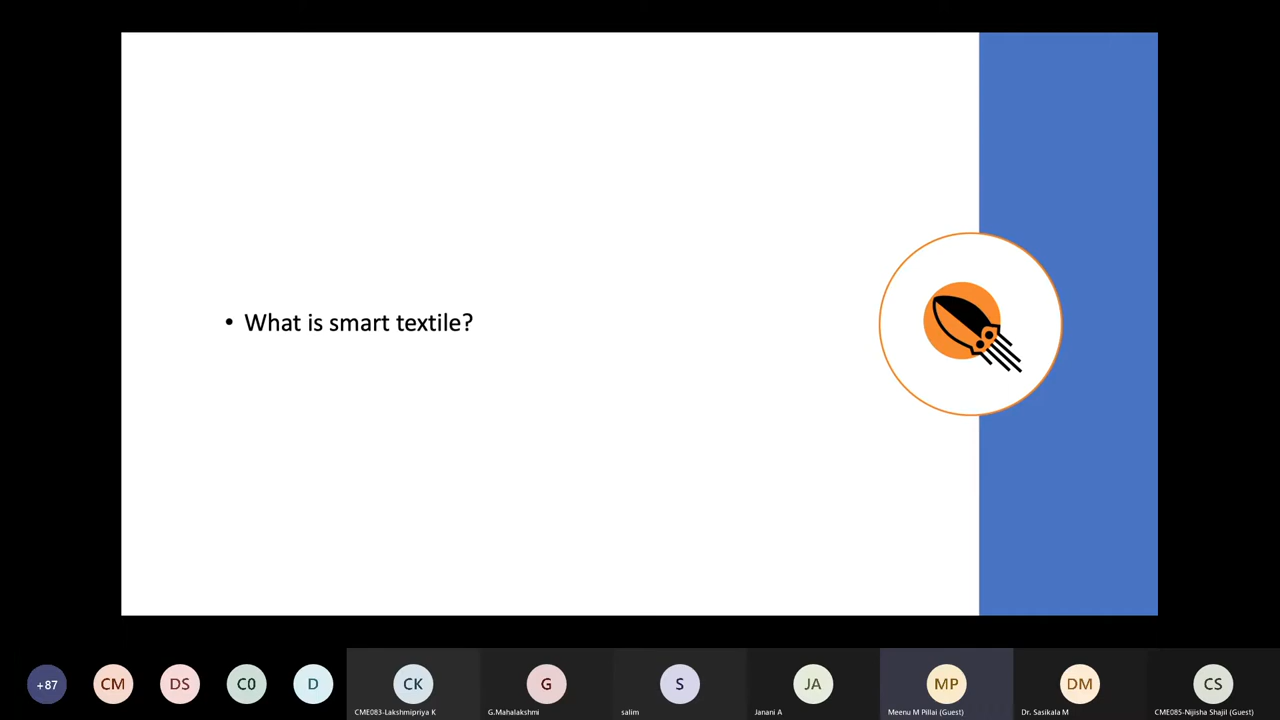 • What is smart textile?
+87
CM
DS
C0
D
CK
G
S
JA
MP
DM
CS
CME083-Lakshmipriya K
G.Mahalakshmi
salim
Janani A
Meenu M Pillai (Guest)
Dr. Sasikala M
CME085-Nijisha Shajil (Guest)